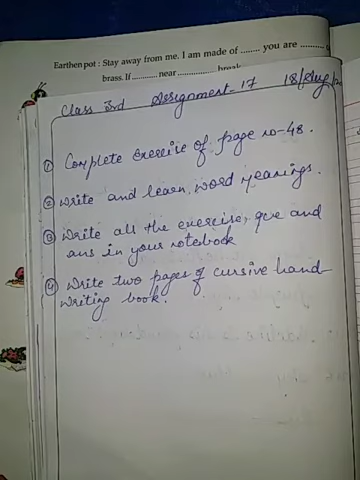 Earthen pot : Stay away from me. I am made of ........ you are ........
brass. If ........... near ................ break
Class 3rd Assignment-17 18/Aug/
① Complete exercise of page no-48.
② Write and learn word meanings.
③ Write all the exercise, que and
ans in your notebook
④ Write two pages of cursive hand-
writing book.